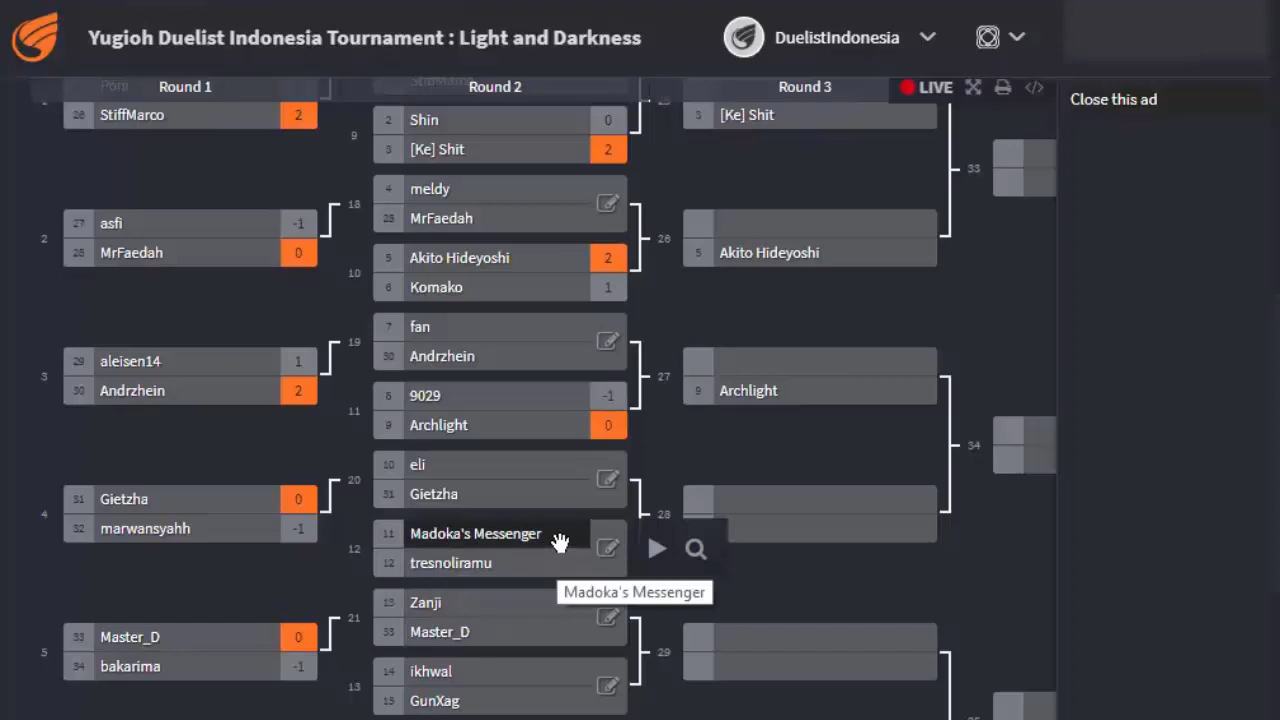 Yugioh Duelist Indonesia Tournament : Light and Darkness
DuelistIndonesia
Round 1
Round 2
Round 3
LIVE
Close this ad
StiffMarco 2
2 27 asfi -1
28 MrFaedah 0
3 29 aleisen14 1
30 Andrzhein 2
4 31 Gietzha 0
32 marwansyahh -1
5 33 Master_D 0
34 bakarima -1
9 2 Shin 0
3 [Ke] Shit 2
18 4 meldy
28 MrFaedah
10 5 Akito Hideyoshi 2
6 Komako 1
19 7 fan
30 Andrzhein
11 8 9029 -1
9 Archlight 0
20 10 eli
31 Gietzha
12 11 Madoka's Messenger
12 tresnoliramu
Madoka's Messenger
21 13 Zanji
33 Master_D
13 14 ikhwal
15 GunXag
3 [Ke] Shit
26 5 Akito Hideyoshi
27 9 Archlight
28
29
33
34